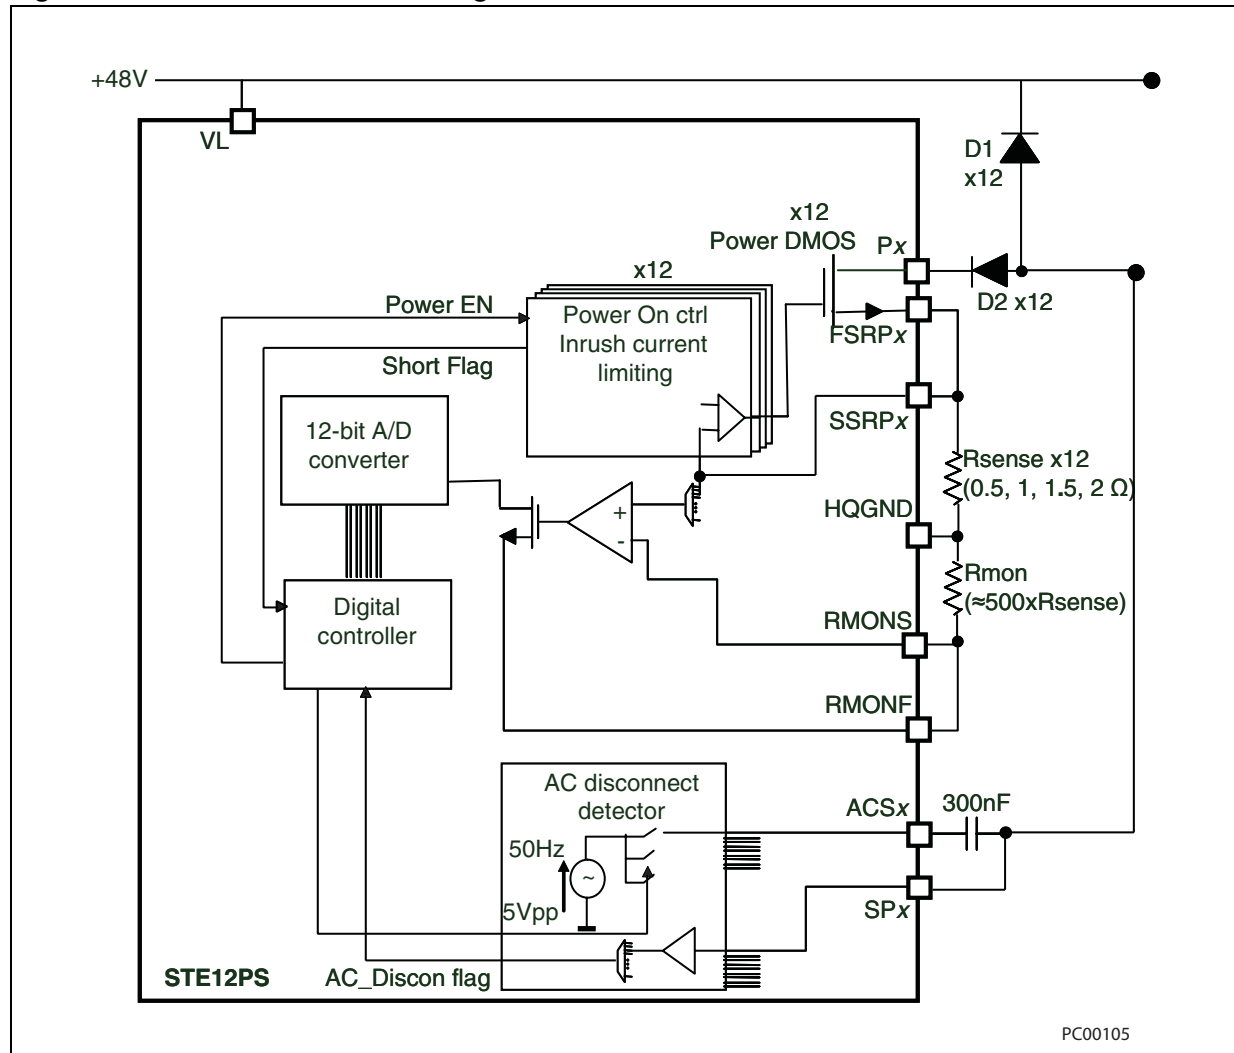 +48V
VL
D1
x12
x12
Power DMOS
Px
x12
D2 x12
Power EN
Power On ctrl
Inrush current
limiting
FSRPx
Short Flag
SSRPx
12-bit A/D
converter
Rsense x12
(0.5, 1, 1.5, 2 Ω)
HQGND
+
-
Rmon
(≈500xRsense)
Digital
controller
RMONS
RMONF
AC disconnect
detector
ACSx
300nF
50Hz
~
5Vpp
SPx
STE12PS
AC_Discon flag
PC00105